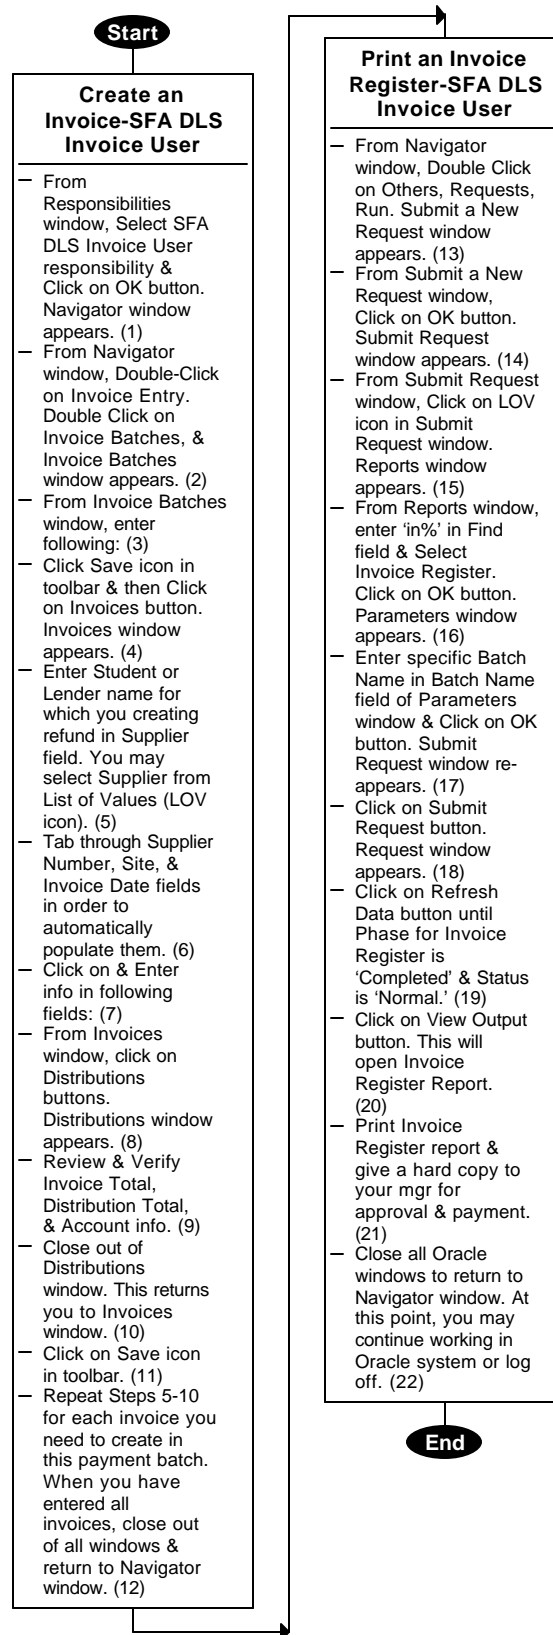 Start
Create an
Invoice-SFA DLS
Invoice User
– From
Responsibilities
window, Select SFA
DLS Invoice User
responsibility &
Click on OK button.
Navigator window
appears. (1)
– From Navigator
window, Double-Click
on Invoice Entry.
Double Click on
Invoice Batches, &
Invoice Batches
window appears. (2)
– From Invoice Batches
window, enter
following: (3)
– Click Save icon in
toolbar & then Click
on Invoices button.
Invoices window
appears. (4)
– Enter Student or
Lender name for
which you creating
refund in Supplier
field. You may
select Supplier from
List of Values (LOV
icon). (5)
– Tab through Supplier
Number, Site, &
Invoice Date fields
in order to
automatically
populate them. (6)
– Click on & Enter
info in following
fields: (7)
– From Invoices
window, click on
Distributions
buttons.
Distributions window
appears. (8)
– Review & Verify
Invoice Total,
Distribution Total,
& Account info. (9)
– Close out of
Distributions
window. This returns
you to Invoices
window. (10)
– Click on Save icon
in toolbar. (11)
– Repeat Steps 5-10
for each invoice you
need to create in
this payment batch.
When you have
entered all
invoices, close out
of all windows &
return to Navigator
window. (12)
Print an Invoice
Register-SFA DLS
Invoice User
– From Navigator
window, Double Click
on Others, Requests,
Run. Submit a New
Request window
appears. (13)
– From Submit a New
Request window,
Click on OK button.
Submit Request
window appears. (14)
– From Submit Request
window, Click on LOV
icon in Submit
Request window.
Reports window
appears. (15)
– From Reports window,
enter ‘in%’ in Find
field & Select
Invoice Register.
Click on OK button.
Parameters window
appears. (16)
– Enter specific Batch
Name in Batch Name
field of Parameters
window & Click on OK
button. Submit
Request window re-
appears. (17)
– Click on Submit
Request button.
Request window
appears. (18)
– Click on Refresh
Data button until
Phase for Invoice
Register is
‘Completed’ & Status
is ‘Normal.’ (19)
– Click on View Output
button. This will
open Invoice
Register Report.
(20)
– Print Invoice
Register report &
give a hard copy to
your mgr for
approval & payment.
(21)
– Close all Oracle
windows to return to
Navigator window. At
this point, you may
continue working in
Oracle system or log
off. (22)
End